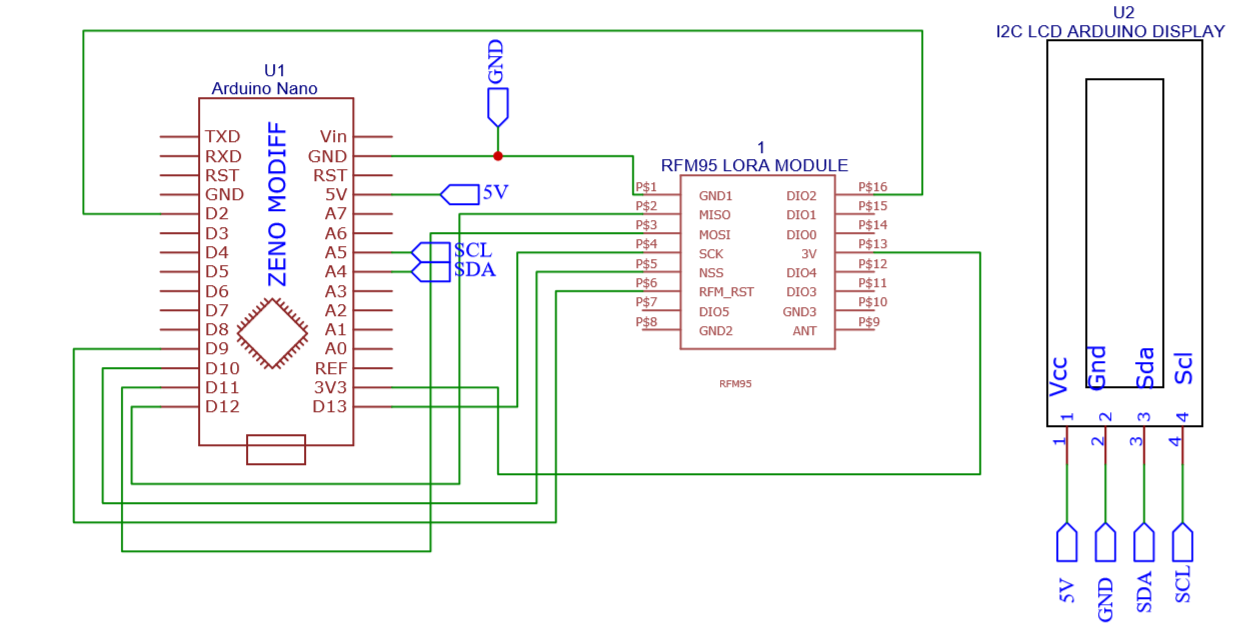 U2
I2C LCD ARDUINO DISPLAY
U1
Arduino Nano
GND
ZENO MODIFF
TXD
RXD
RST
GND
D2
D3
D4
D5
D6
D7
D8
D9
D10
D11
D12
Vin
GND
RST
5V
A7
A6
A5
A4
A3
A2
A1
A0
REF
3V3
D13
5V
SCL
SDA
1
RFM95 LORA MODULE
P$1
P$2
P$3
P$4
P$5
P$6
P$7
P$8
GND1
MISO
MOSI
SCK
NSS
RFM_RST
DIO5
GND2
DIO2
DIO1
DIO0
3V
DIO4
DIO3
GND3
ANT
P$16
P$15
P$14
P$13
P$12
P$11
P$10
P$9
RFM95
Vcc
Gnd
Sda
Scl
1
2
3
4
1
2
3
4
5V
GND
SDA
SCL